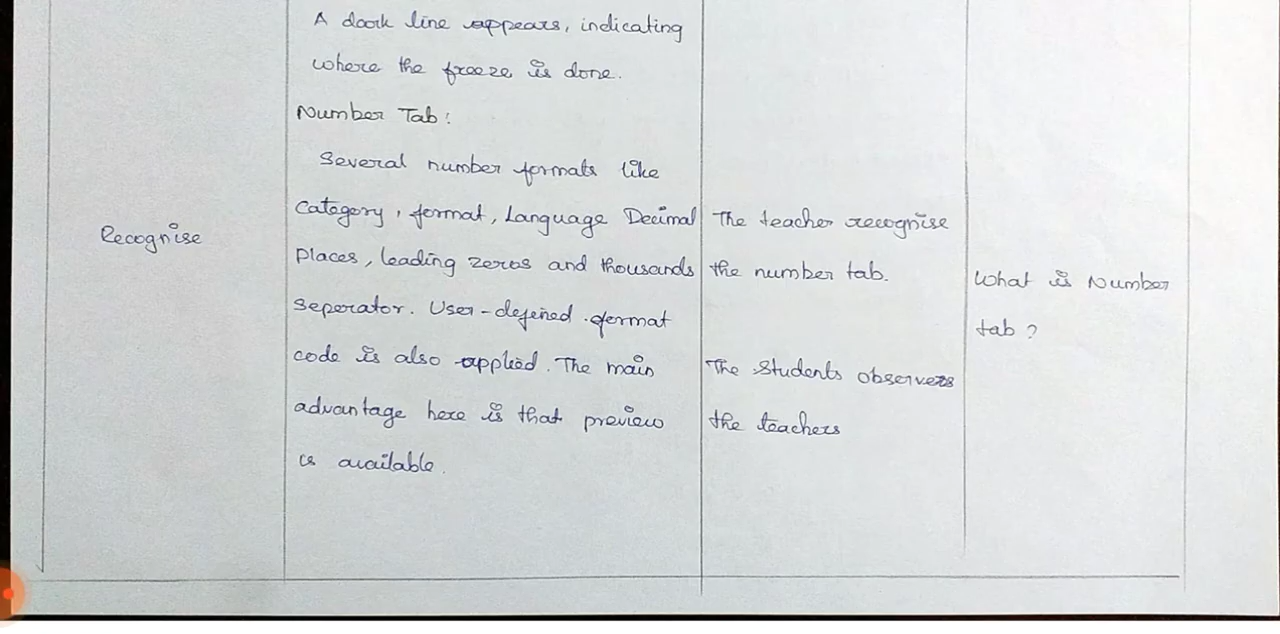 A dark line appears, indicating
where the freeze is done.
Number Tab:
Several number formats like
Recognise
Category, format, Language Decimal
Places, leading zeros and thousands
Seperator. User-defened format
code is also applied. The main
advantage here is that preview
is available.
The teacher recognise
the number tab.
The Students observers
the teachers
What is Number
tab?